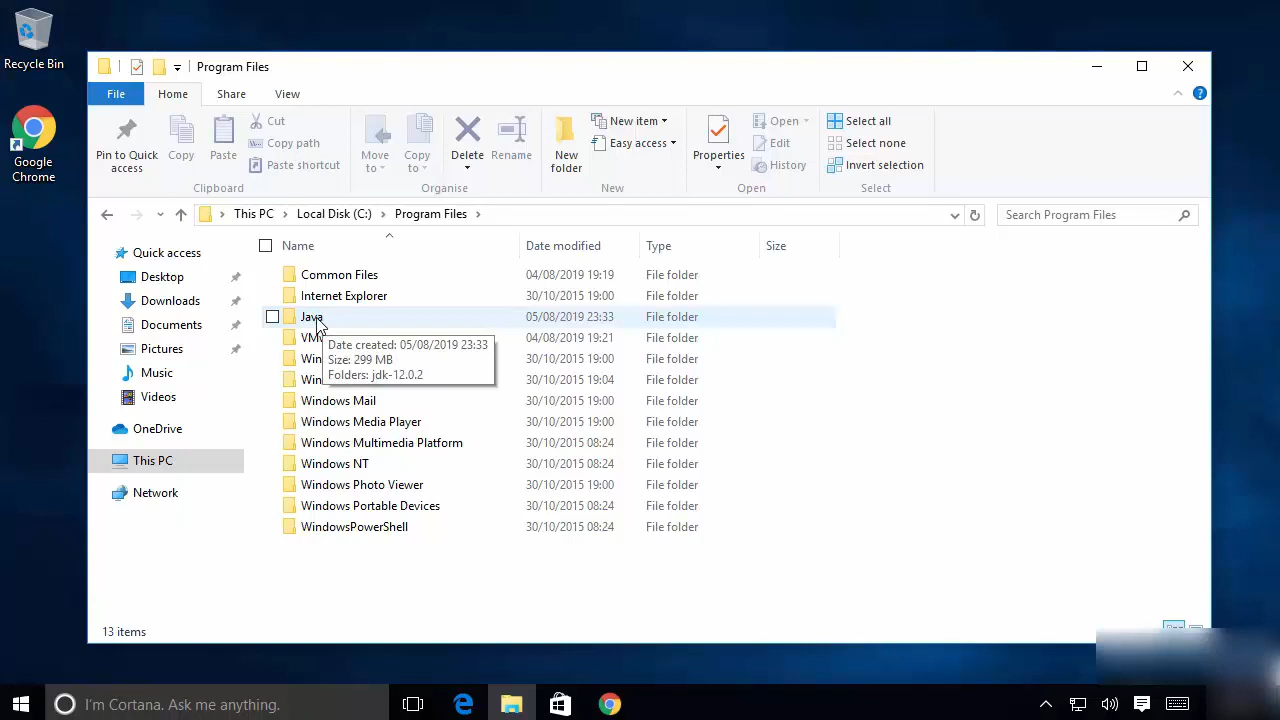 Recycle Bin
Google
Chrome
Program Files
File
Home
Share
View
Pin to Quick
access
Copy
Paste
Cut
Copy path
Paste shortcut
Clipboard
Move
to
Copy
to
Delete
Rename
Organise
New
folder
New item
Easy access
New
Properties
Open
Edit
History
Open
Select all
Select none
Invert selection
Select
This PC
Local Disk (C:)
Program Files
Search Program Files
Quick access
Desktop
Downloads
Documents
Pictures
Music
Videos
OneDrive
This PC
Network
Name
Date modified
Type
Size
Common Files 04/08/2019 19:19 File folder
Internet Explorer 30/10/2015 19:00 File folder
Java 05/08/2019 23:33 File folder
04/08/2019 19:21 File folder
30/10/2015 19:00 File folder
30/10/2015 19:04 File folder
Date created: 05/08/2019 23:33
Size: 299 MB
Folders: jdk-12.0.2
Windows Mail 30/10/2015 19:00 File folder
Windows Media Player 30/10/2015 19:00 File folder
Windows Multimedia Platform 30/10/2015 08:24 File folder
Windows NT 30/10/2015 08:24 File folder
Windows Photo Viewer 30/10/2015 19:00 File folder
Windows Portable Devices 30/10/2015 08:24 File folder
WindowsPowerShell 30/10/2015 08:24 File folder
13 items
I'm Cortana. Ask me anything.